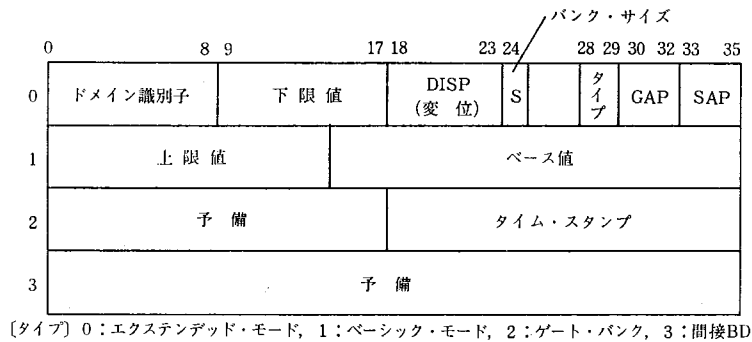 バンク・サイズ
0 8 9 17 18 23 24 28 29 30 32 33 35
0 ドメイン識別子 下限値 DISP (変位) S タイプ GAP SAP
1 上限値 ベース値
2 予備 タイム・スタンプ
3 予備
〔タイプ〕 0：エクステンデッド・モード, 1：ベーシック・モード, 2：ゲート・バンク, 3：間接BD